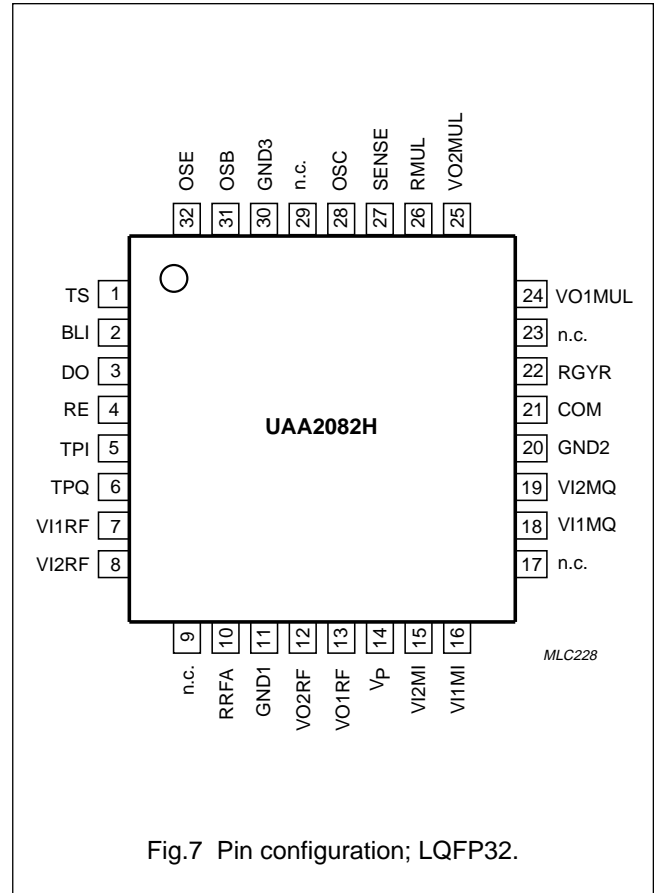 OSE
OSB
GND3
n.c.
OSC
SENSE
RMUL
VO2MUL
32
31
30
29
28
27
26
25
TS 1
BLI 2
DO 3
RE 4
TPI 5
TPQ 6
VI1RF 7
VI2RF 8
UAA2082H
24 VO1MUL
23 n.c.
22 RGYR
21 COM
20 GND2
19 VI2MQ
18 VI1MQ
17 n.c.
9
10
11
12
13
14
15
16
n.c.
RRFA
GND1
VO2RF
VO1RF
VP
VI2MI
VI1MI
MLC228
Fig.7 Pin configuration; LQFP32.